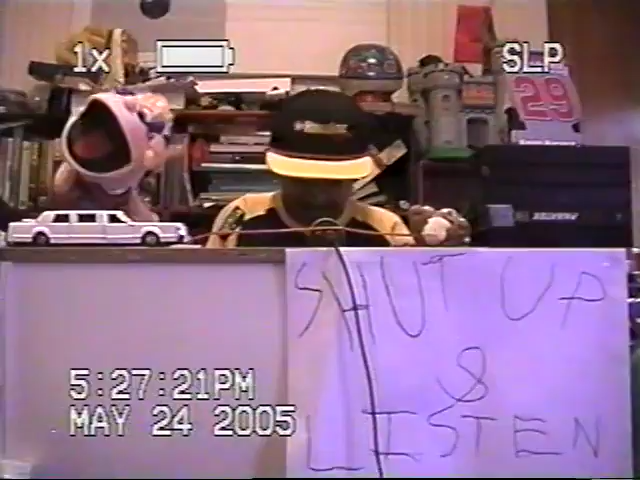 1x
SLP
29
SHUT UP
&
LISTEN
5:27:21PM
MAY 24 2005